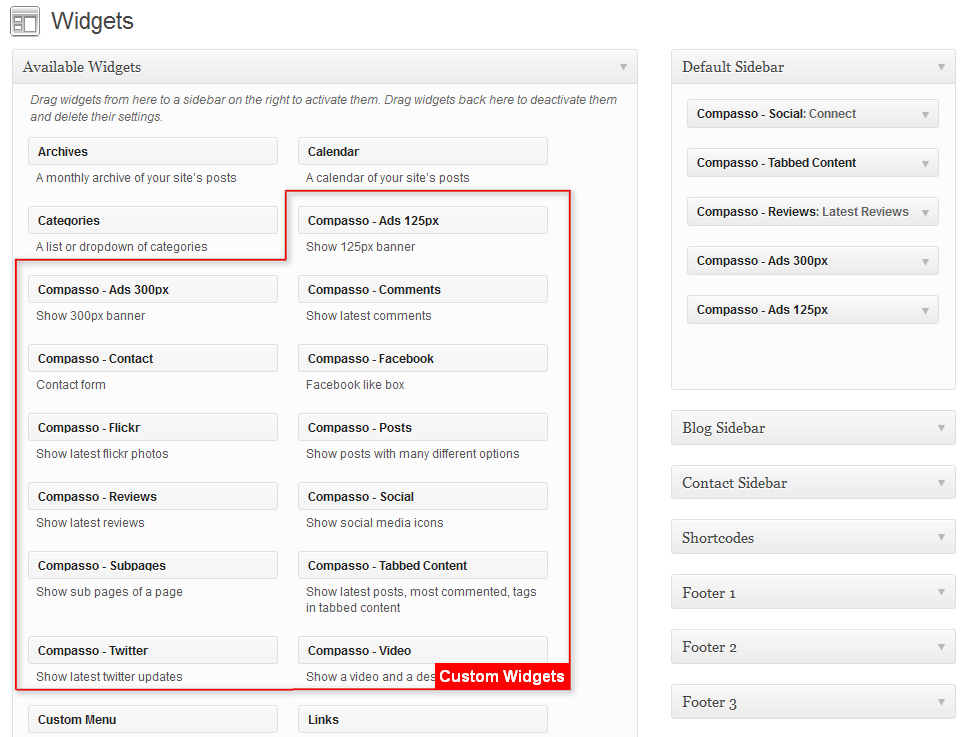 Widgets
Available Widgets
Drag widgets from here to a sidebar on the right to activate them. Drag widgets back here to deactivate them
and delete their settings.
Archives
A monthly archive of your site's posts
Calendar
A calendar of your site's posts
Categories
A list or dropdown of categories
Compasso - Ads 125px
Show 125px banner
Compasso - Ads 300px
Show 300px banner
Compasso - Comments
Show latest comments
Compasso - Contact
Contact form
Compasso - Facebook
Facebook like box
Compasso - Flickr
Show latest flickr photos
Compasso - Posts
Show posts with many different options
Compasso - Reviews
Show latest reviews
Compasso - Social
Show social media icons
Compasso - Subpages
Show sub pages of a page
Compasso - Tabbed Content
Show latest posts, most commented, tags
in tabbed content
Compasso - Twitter
Show latest twitter updates
Compasso - Video
Show a video and a des
Custom Widgets
Custom Menu
Links
Default Sidebar
Compasso - Social: Connect
Compasso - Tabbed Content
Compasso - Reviews: Latest Reviews
Compasso - Ads 300px
Compasso - Ads 125px
Blog Sidebar
Contact Sidebar
Shortcodes
Footer 1
Footer 2
Footer 3